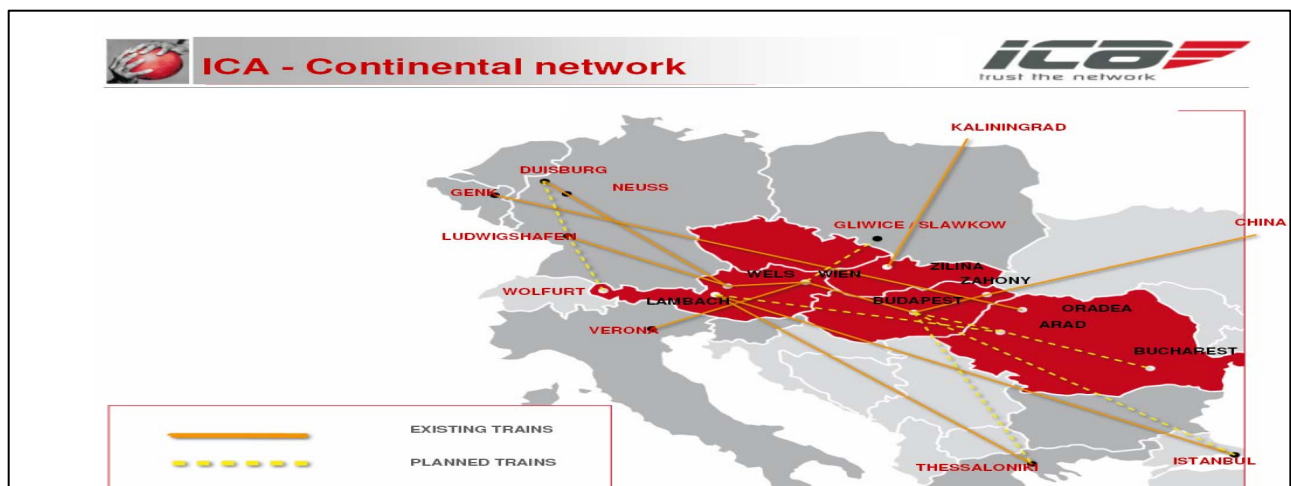 ICA - Continental network
ica
trust the network
KALININGRAD
DUISBURG
NEUSS
GENK
CHINA
GLIWICE / SLAWKOW
LUDWIGSHAFEN
ZILINA
WELS
WIEN
ZAHONY
WOLFURT
LAMBACH
BUDAPEST
ORADEA
VERONA
ARAD
BUCHAREST
EXISTING TRAINS
PLANNED TRAINS
THESSALONIKI
ISTANBUL